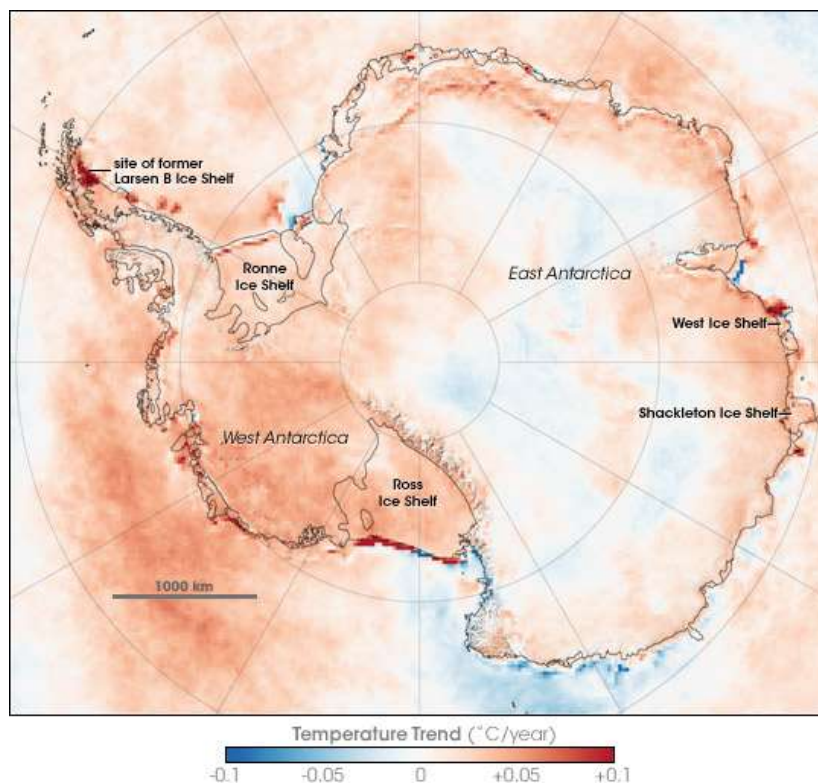 site of former
Larsen B Ice Shelf
Ronne
Ice Shelf
East Antarctica
West Ice Shelf
Shackleton Ice Shelf
West Antarctica
Ross
Ice Shelf
1000 km
Temperature Trend (°C/year)
-0.1 -0.05 0 +0.05 +0.1